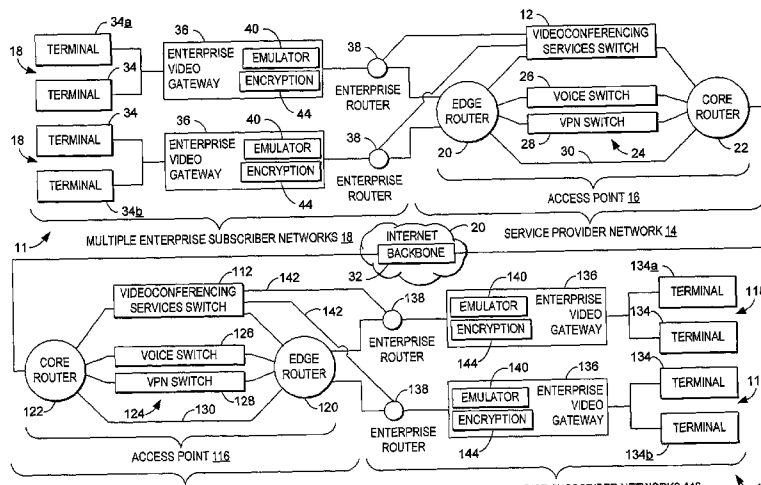 34a
36
40
12
18
TERMINAL
ENTERPRISE
VIDEO
GATEWAY
EMULATOR
ENCRYPTION
38
VIDEOCONFERENCING
SERVICES SWITCH
34
TERMINAL
44
ENTERPRISE
ROUTER
26
VOICE SWITCH
EDGE
ROUTER
CORE
ROUTER
34
36
40
38
28
VPN SWITCH
18
TERMINAL
ENTERPRISE
VIDEO
GATEWAY
EMULATOR
ENCRYPTION
20
30
24
22
TERMINAL
44
ENTERPRISE
ROUTER
34b
ACCESS POINT 16
11
MULTIPLE ENTERPRISE SUBSCRIBER NETWORKS 18
SERVICE PROVIDER NETWORK 14
INTERNET
20
BACKBONE
32
112
142
VIDEOCONFERENCING
SERVICES SWITCH
142
138
140
136
134a
EMULATOR
ENCRYPTION
ENTERPRISE
VIDEO
GATEWAY
TERMINAL
118
126
VOICE SWITCH
ENTERPRISE
ROUTER
144
134
TERMINAL
CORE
ROUTER
EDGE
ROUTER
VPN SWITCH
128
138
140
136
134
122
124
130
120
EMULATOR
ENCRYPTION
ENTERPRISE
VIDEO
GATEWAY
TERMINAL
11
ENTERPRISE
ROUTER
144
TERMINAL
ACCESS POINT 116
134b